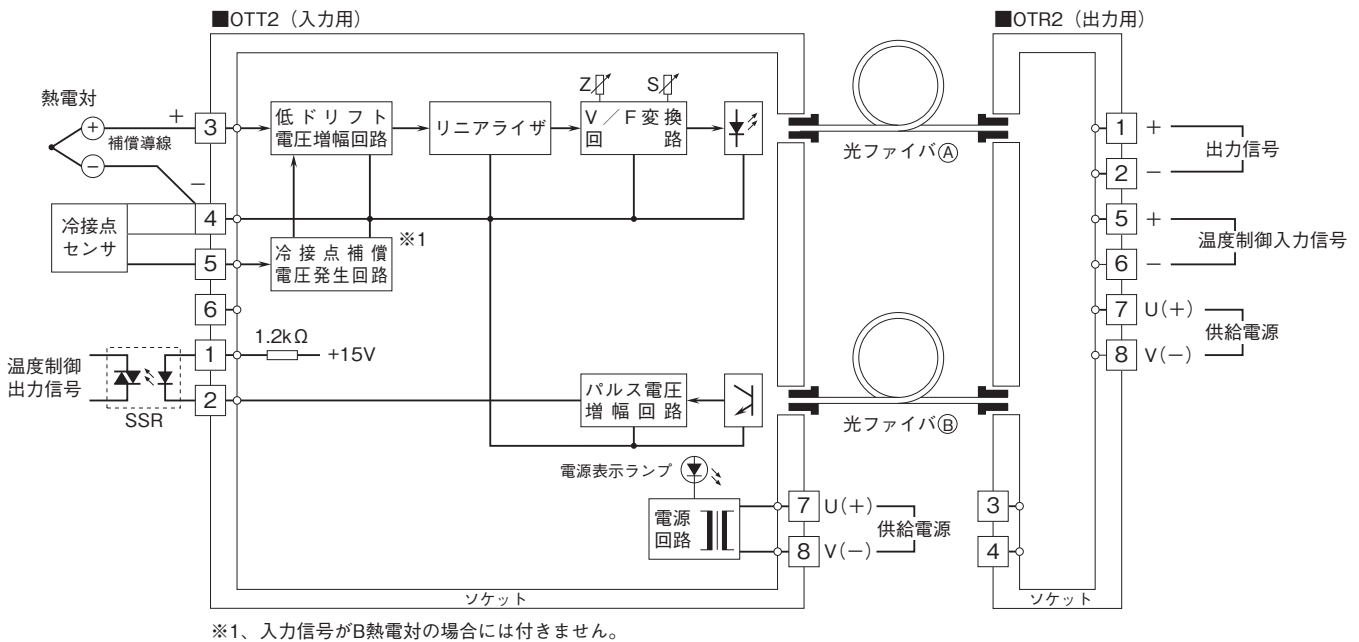 ■OTT2（入力用）
■OTR2（出力用）
熱電対
＋
補償導線
－
＋
－
3
4
5
6
1
2
冷接点
センサ
温度制御
出力信号
SSR
低ドリフト
電圧増幅回路
リニアライザ
Z
S
V／F変換
回路
※1
冷接点補償
電圧発生回路
1.2kΩ
+15V
パルス電圧
増幅回路
電源表示ランプ
電源
回路
7
U(＋)
8
V(－)
供給電源
ソケット
光ファイバⒶ
光ファイバⒷ
1
＋
2
－
出力信号
5
＋
6
－
温度制御入力信号
7
U(＋)
8
V(－)
供給電源
3
4
ソケット
※1、入力信号がB熱電対の場合には付きません。